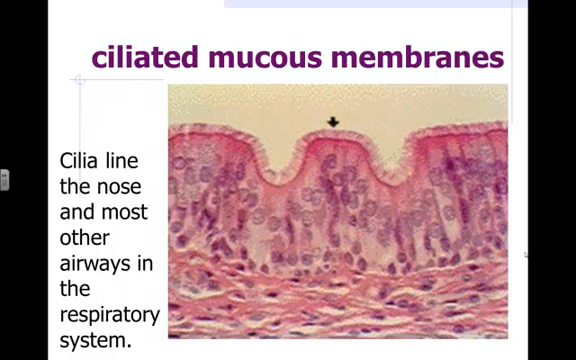 ciliated mucous membranes
Cilia line
the nose
and most
other
airways in
the
respiratory
system.